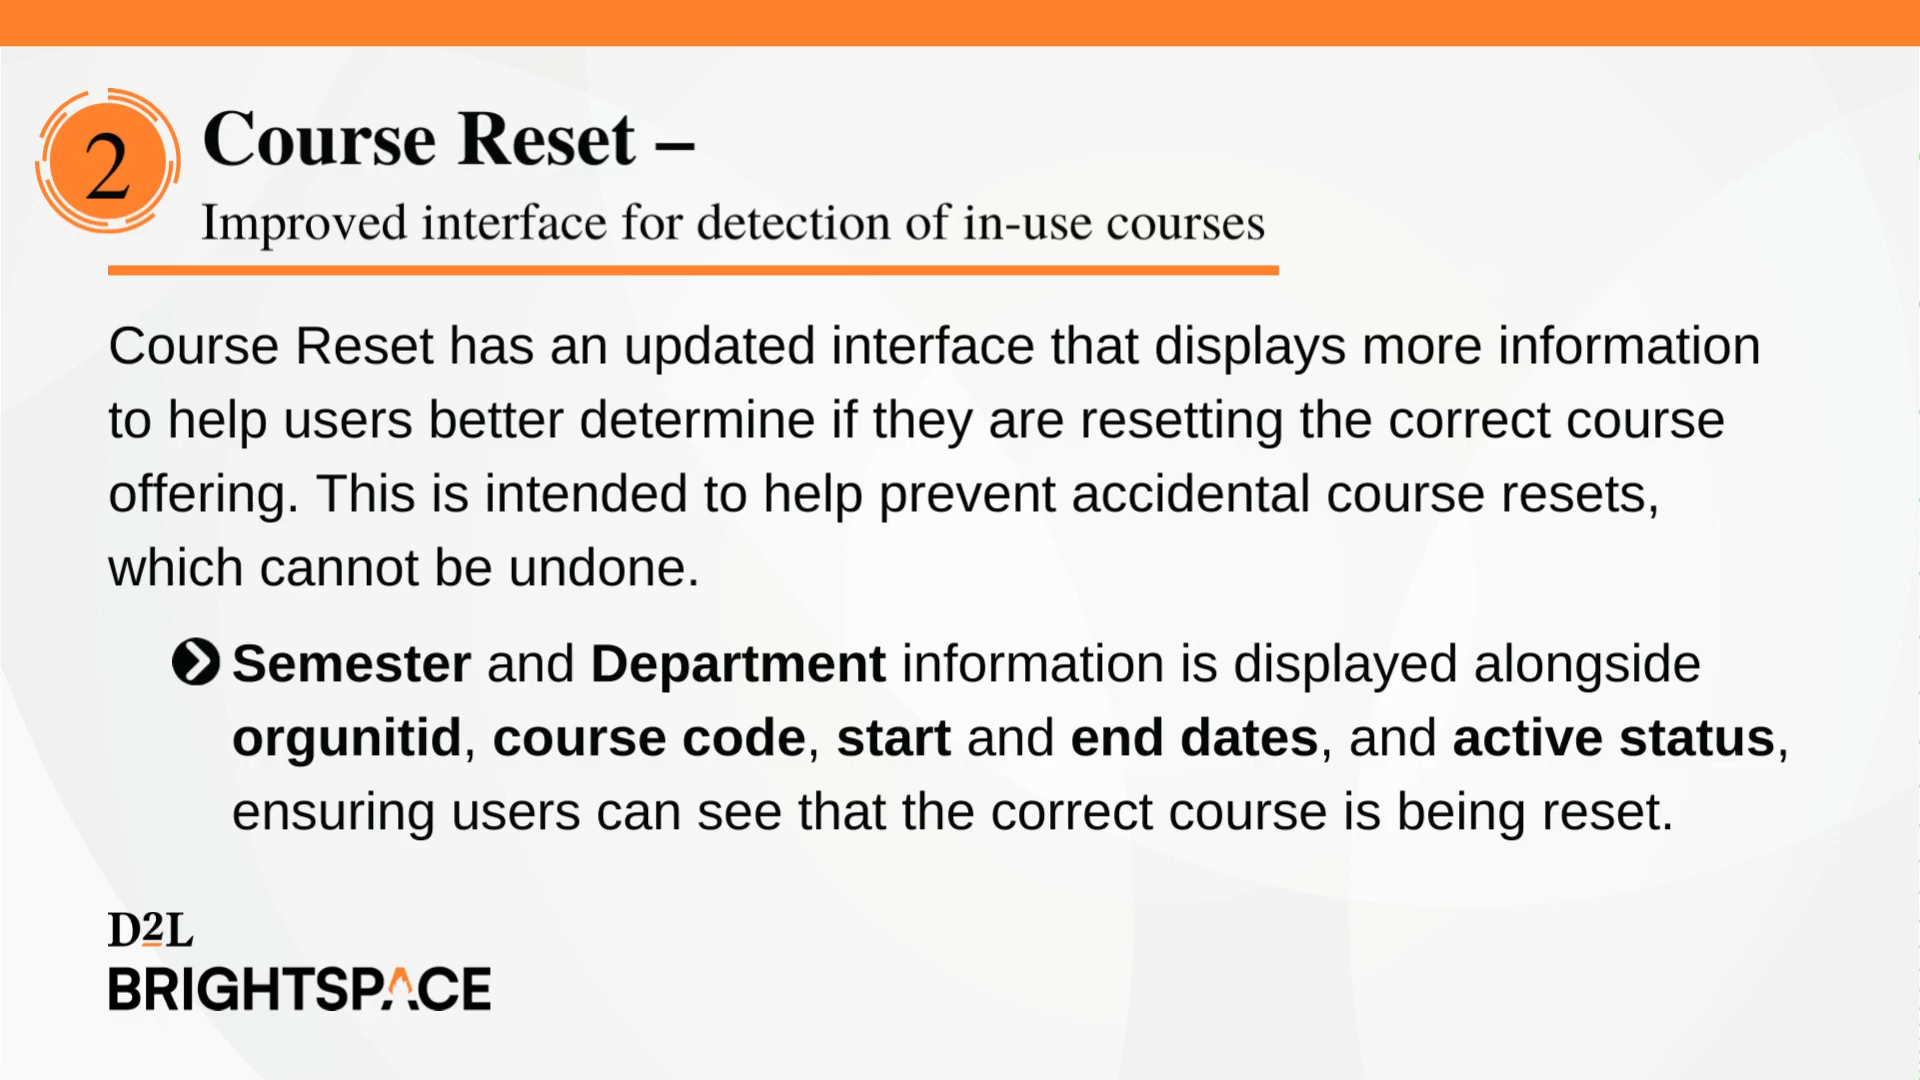 2
Course Reset –
Improved interface for detection of in-use courses
Course Reset has an updated interface that displays more information
to help users better determine if they are resetting the correct course
offering. This is intended to help prevent accidental course resets,
which cannot be undone.
Semester and Department information is displayed alongside
orgunitid, course code, start and end dates, and active status,
ensuring users can see that the correct course is being reset.
D2L
BRIGHTSPACE